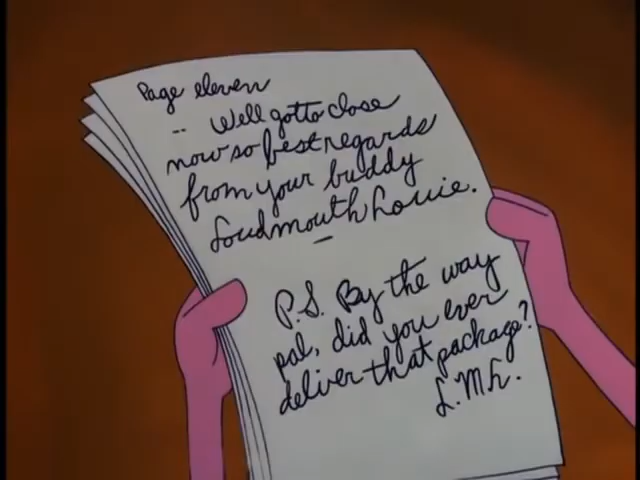 Page eleven
-- Well gotta close
now so best regards
from your buddy
Loudmouth Louie.
P.S. By the way
pal, did you ever
deliver that package?
L.M.L.